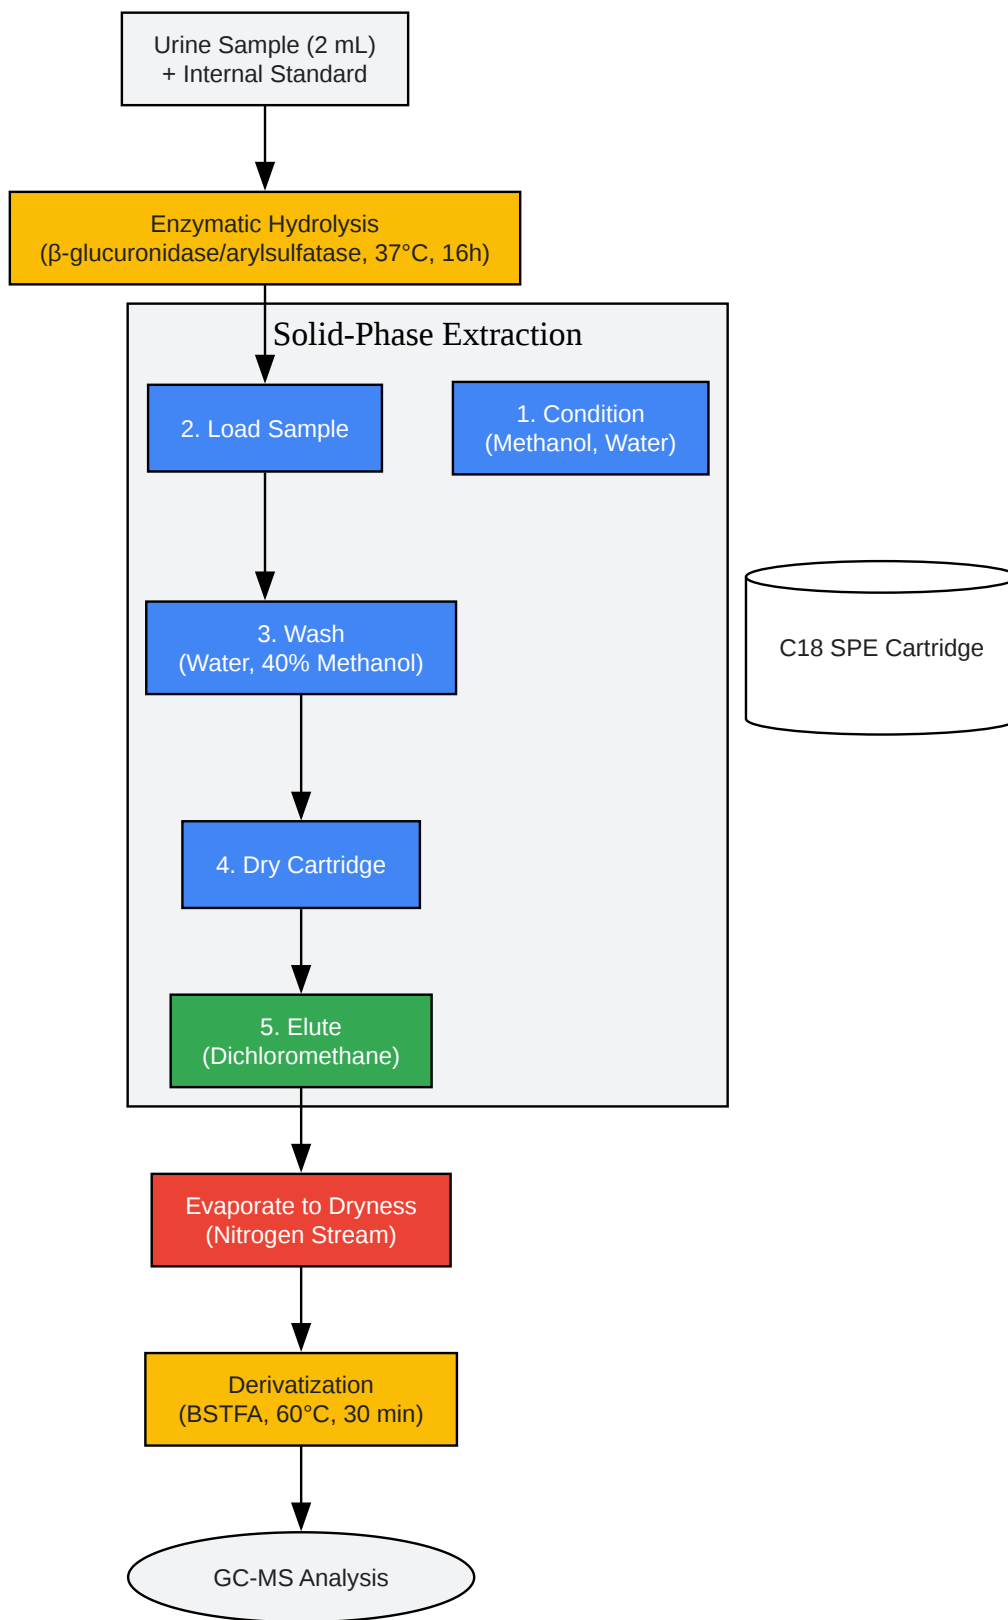 Urine Sample (2 mL)
+ Internal Standard
Enzymatic Hydrolysis
(β-glucuronidase/arylsulfatase, 37°C, 16h)
Solid-Phase Extraction
2. Load Sample
1. Condition
(Methanol, Water)
3. Wash
(Water, 40% Methanol)
C18 SPE Cartridge
4. Dry Cartridge
5. Elute
(Dichloromethane)
Evaporate to Dryness
(Nitrogen Stream)
Derivatization
(BSTFA, 60°C, 30 min)
GC-MS Analysis